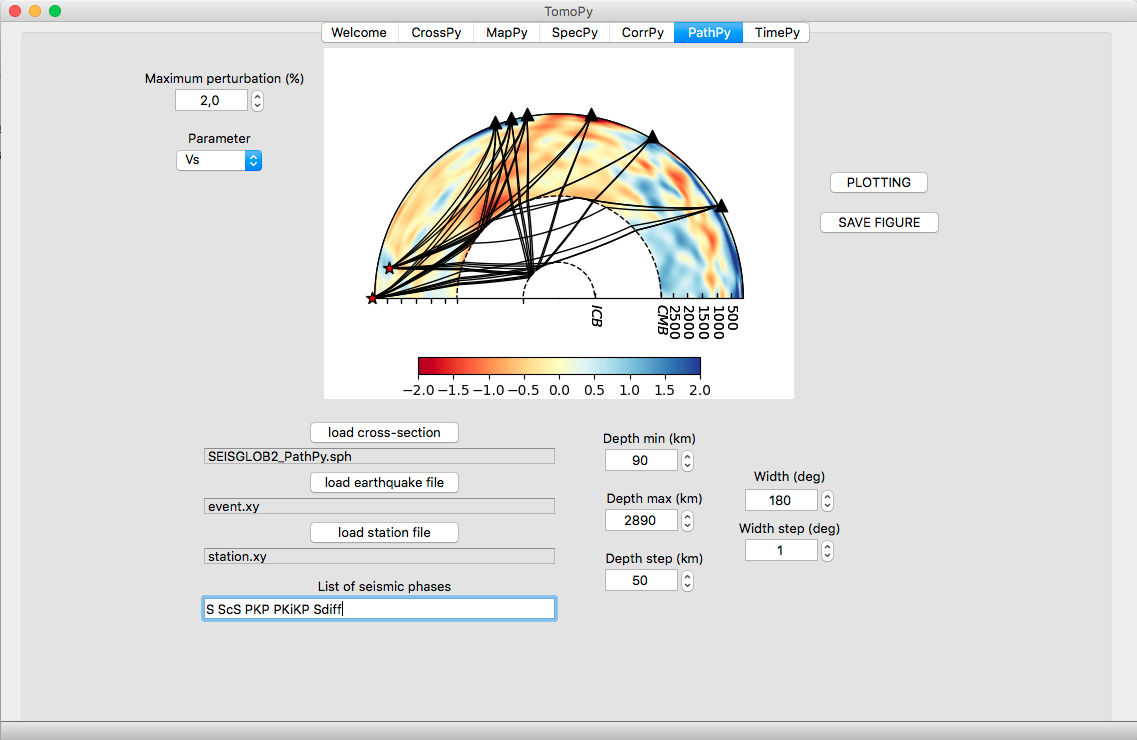 TomoPy
Welcome CrossPy MapPy SpecPy CorrPy PathPy TimePy
Maximum perturbation (%)
2,0
Parameter
Vs
PLOTTING
SAVE FIGURE
ICB
CMB
2500
2000
1500
1000
500
−2.0 −1.5 −1.0 −0.5 0.0 0.5 1.0 1.5 2.0
load cross-section
SEISGLOB2_PathPy.sph
load earthquake file
event.xy
load station file
station.xy
List of seismic phases
S ScS PKP PKiKP Sdiff
Depth min (km)
90
Depth max (km)
2890
Depth step (km)
50
Width (deg)
180
Width step (deg)
1